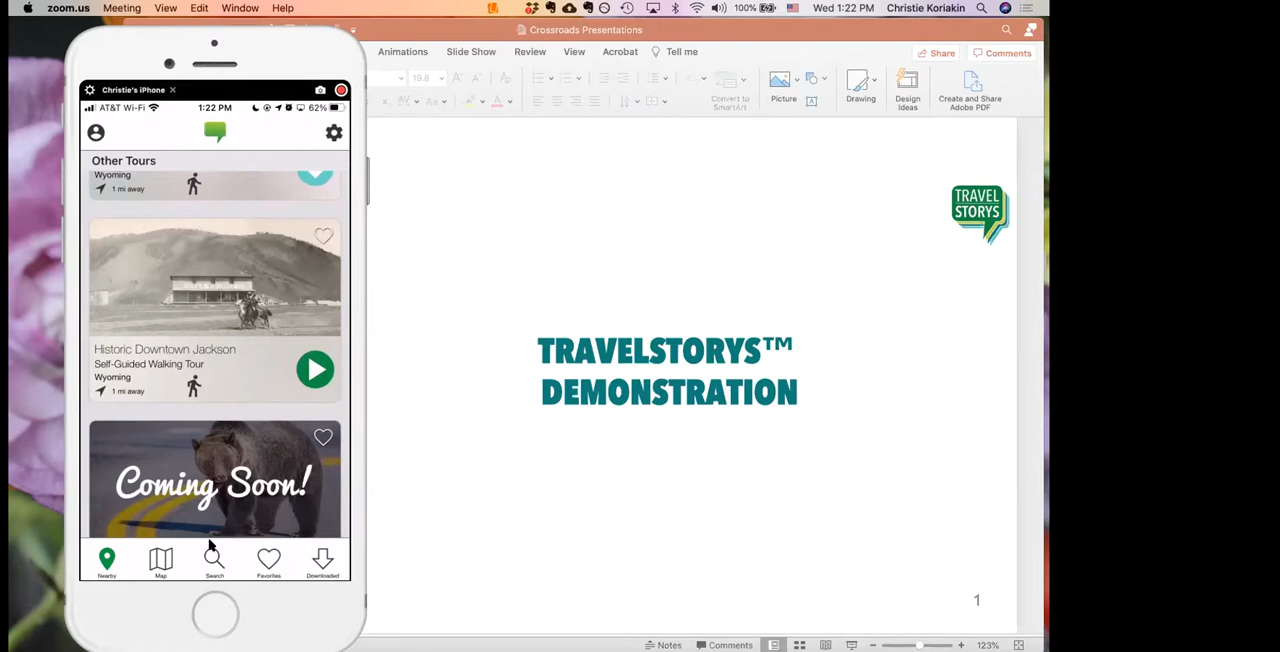 zoom.us Meeting View Edit Window Help 100% Wed 1:22 PM Christie Koriakin
Crossroads Presentations
Animations Slide Show Review View Acrobat Tell me Share Comments
19.8
Convert to
SmartArt
Picture
Drawing
Design
Ideas
Create and Share
Adobe PDF
Christie's iPhone
AT&T Wi-Fi 1:22 PM 62%
Other Tours
Wyoming
1 mi away
Historic Downtown Jackson
Self-Guided Walking Tour
Wyoming
1 mi away
Coming Soon!
Nearby Map Search Favorites Downloaded
TRAVEL
STORYS
TRAVELSTORYS™
DEMONSTRATION
1
Notes Comments 123%